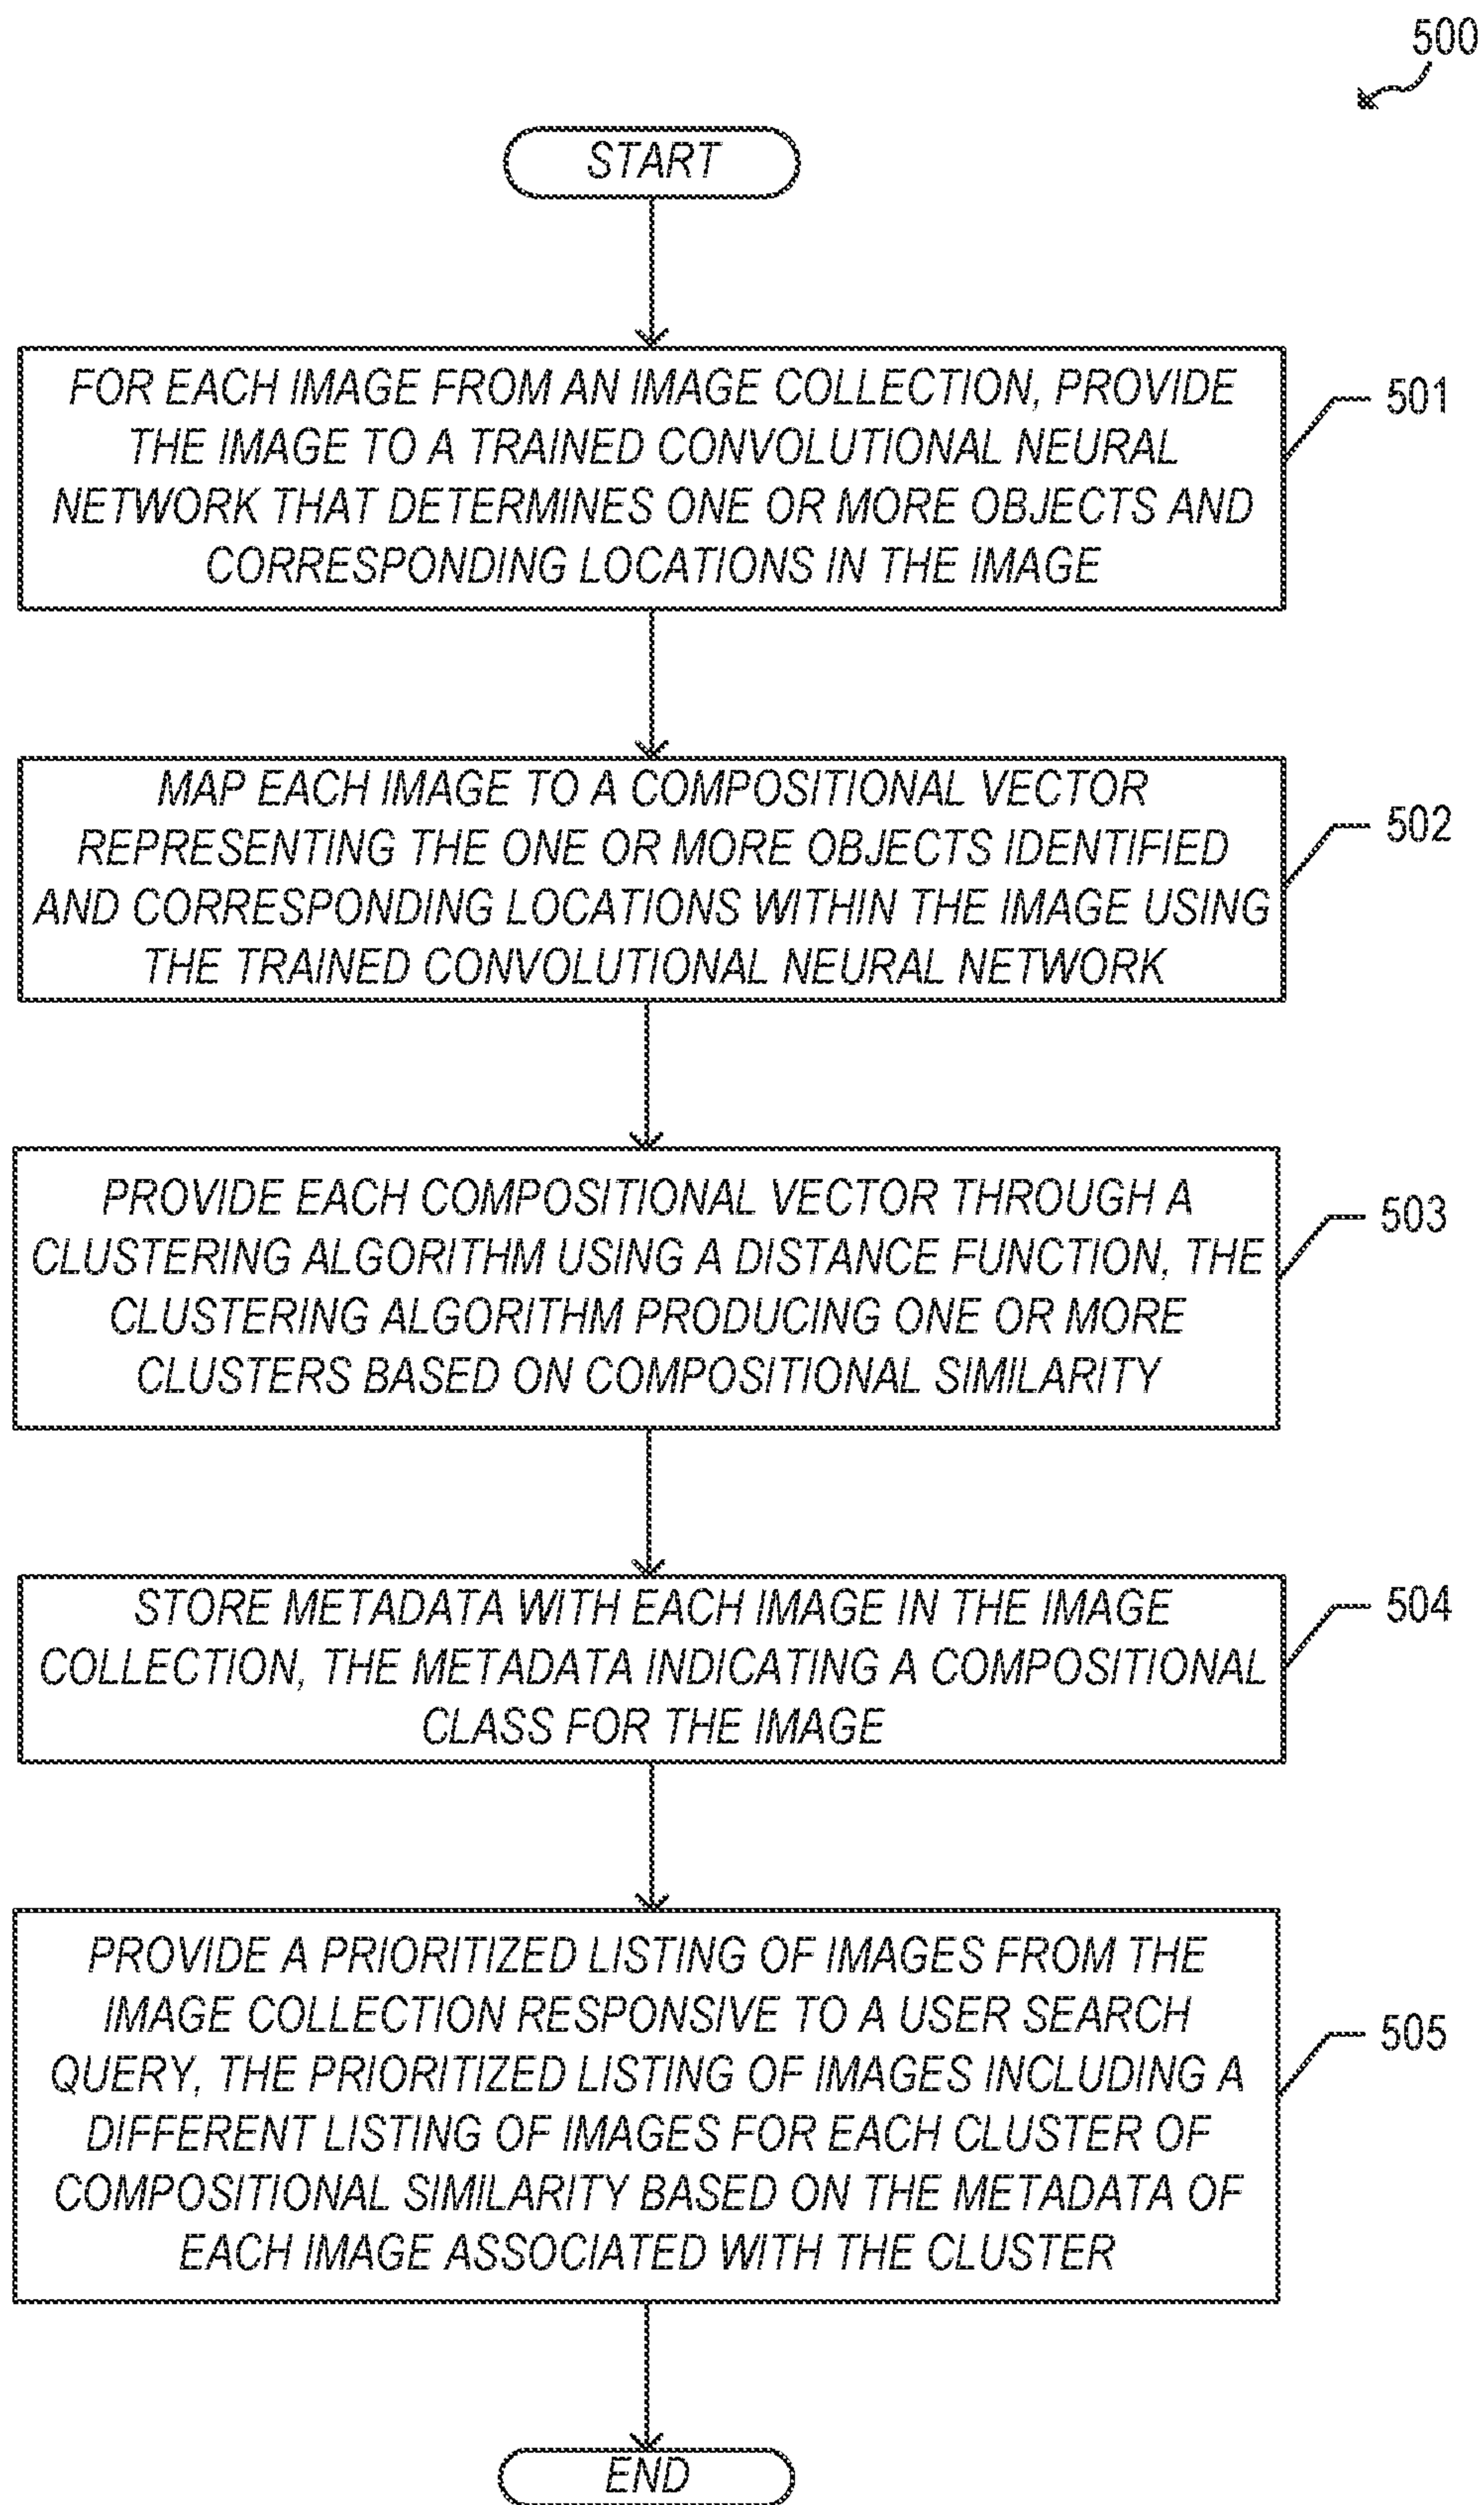 500
START
FOR EACH IMAGE FROM AN IMAGE COLLECTION, PROVIDE
THE IMAGE TO A TRAINED CONVOLUTIONAL NEURAL
NETWORK THAT DETERMINES ONE OR MORE OBJECTS AND
CORRESPONDING LOCATIONS IN THE IMAGE
501
MAP EACH IMAGE TO A COMPOSITIONAL VECTOR
REPRESENTING THE ONE OR MORE OBJECTS IDENTIFIED
AND CORRESPONDING LOCATIONS WITHIN THE IMAGE USING
THE TRAINED CONVOLUTIONAL NEURAL NETWORK
502
PROVIDE EACH COMPOSITIONAL VECTOR THROUGH A
CLUSTERING ALGORITHM USING A DISTANCE FUNCTION, THE
CLUSTERING ALGORITHM PRODUCING ONE OR MORE
CLUSTERS BASED ON COMPOSITIONAL SIMILARITY
503
STORE METADATA WITH EACH IMAGE IN THE IMAGE
COLLECTION, THE METADATA INDICATING A COMPOSITIONAL
CLASS FOR THE IMAGE
504
PROVIDE A PRIORITIZED LISTING OF IMAGES FROM THE
IMAGE COLLECTION RESPONSIVE TO A USER SEARCH
QUERY, THE PRIORITIZED LISTING OF IMAGES INCLUDING A
DIFFERENT LISTING OF IMAGES FOR EACH CLUSTER OF
COMPOSITIONAL SIMILARITY BASED ON THE METADATA OF
EACH IMAGE ASSOCIATED WITH THE CLUSTER
505
END